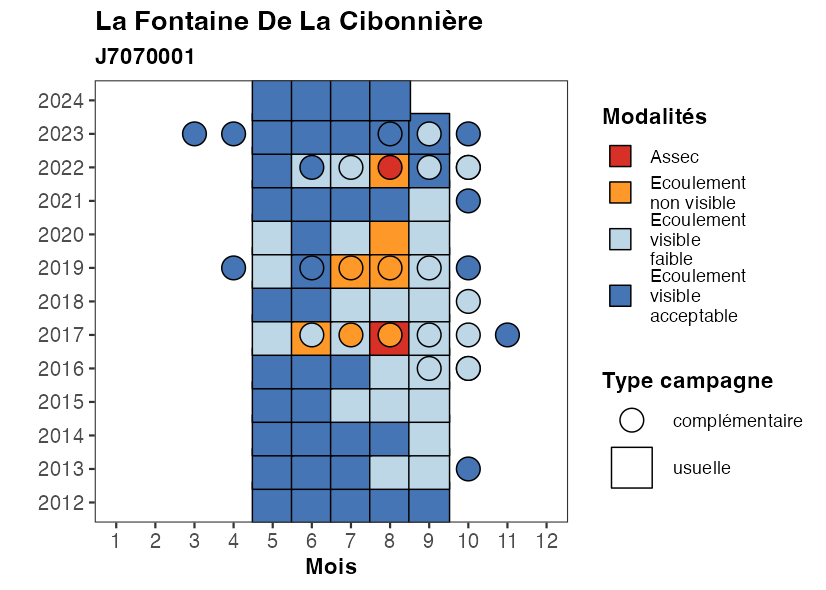 La Fontaine De La Cibonnière
J7070001
2024
2023
2022
2021
2020
2019
2018
2017
2016
2015
2014
2013
2012
1 2 3 4 5 6 7 8 9 10 11 12
Mois
Modalités
Assec
Ecoulement
non visible
Ecoulement
visible
faible
Ecoulement
visible
acceptable
Type campagne
complémentaire
usuelle